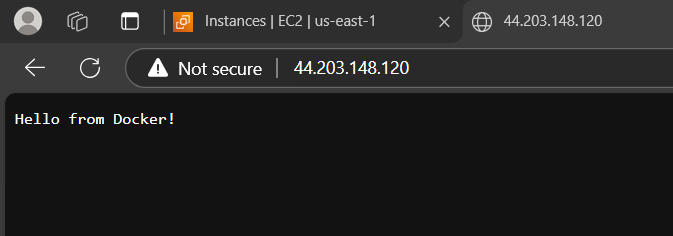 Instances | EC2 | us-east-1
44.203.148.120
Not secure
44.203.148.120
Hello from Docker!